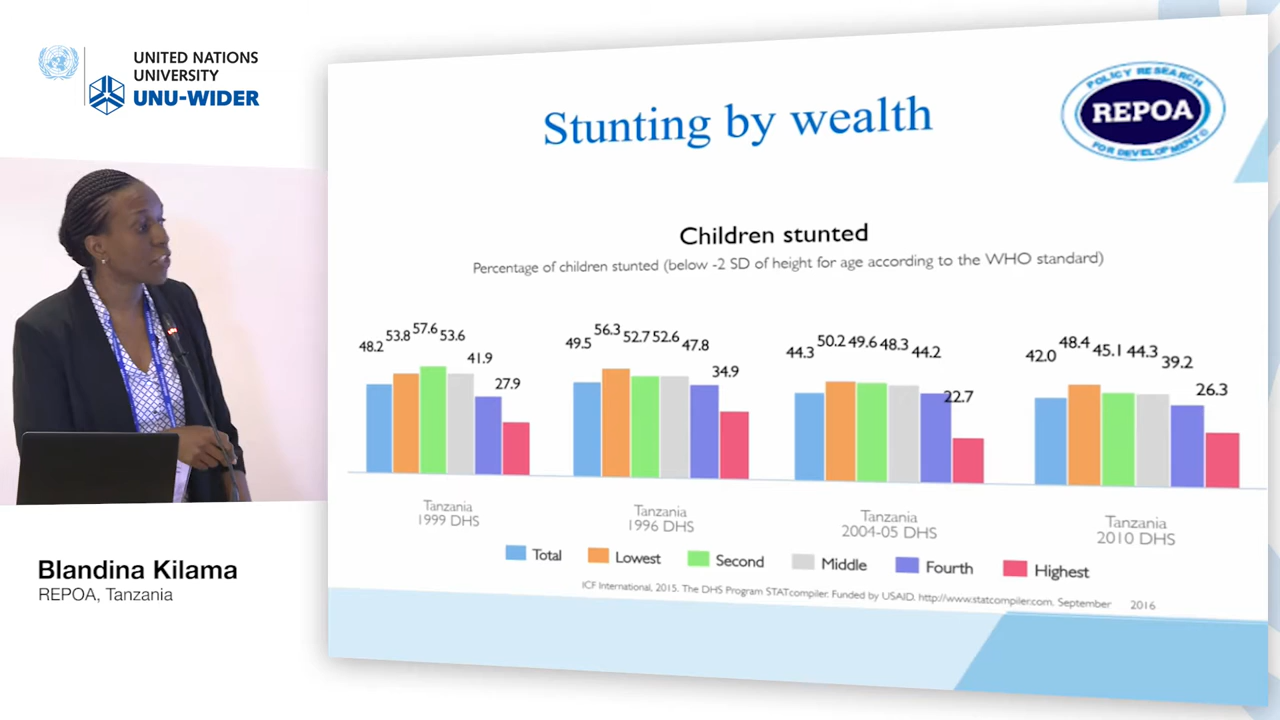 UNITED NATIONS
UNIVERSITY
UNU-WIDER
POLICY RESEARCH
REPOA
FOR DEVELOPMENT
Stunting by wealth
Children stunted
Percentage of children stunted (below -2 SD of height for age according to the WHO standard)
48.2 53.8 57.6 53.6 41.9 27.9
49.5 56.3 52.7 52.6 47.8 34.9
44.3 50.2 49.6 48.3 44.2 22.7
42.0 48.4 45.1 44.3 39.2 26.3
Tanzania
1999 DHS
Tanzania
1996 DHS
Tanzania
2004-05 DHS
Tanzania
2010 DHS
Total Lowest Second Middle Fourth Highest
ICF International, 2015. The DHS Program STATcompiler. Funded by USAID. http://www.statcompiler.com. September 2016
Blandina Kilama
REPOA, Tanzania